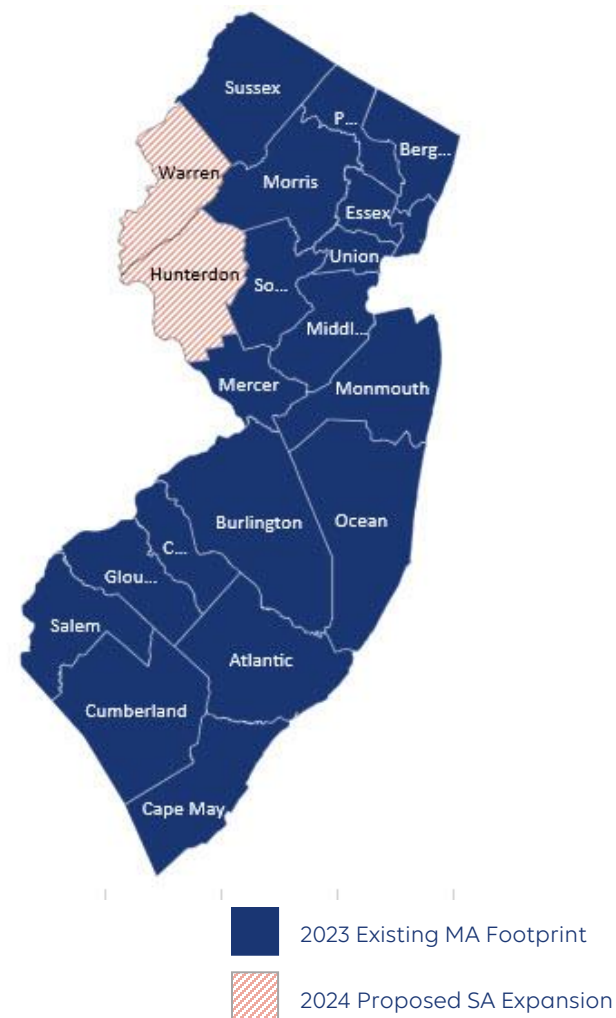 Sussex
P...
Berg...
Warren
Morris
Essex
Union
Hunterdon
So...
Middl...
Mercer
Monmouth
Burlington
Ocean
C...
Glou...
Salem
Atlantic
Cumberland
Cape May
2023 Existing MA Footprint
2024 Proposed SA Expansion